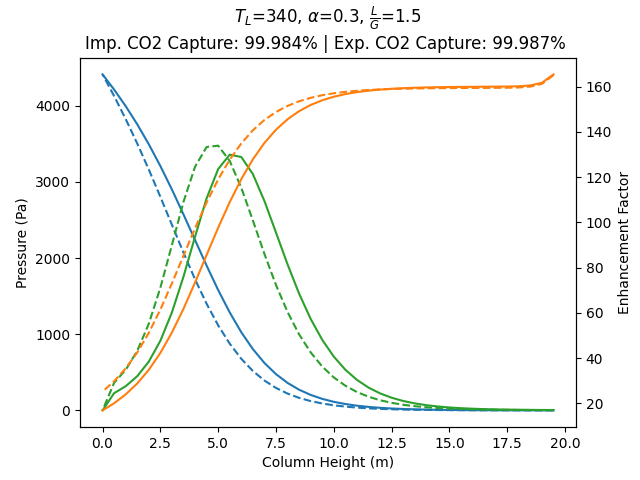 T_L=340, α=0.3, L/G=1.5
Imp. CO2 Capture: 99.984% | Exp. CO2 Capture: 99.987%
Pressure (Pa)
4000
3000
2000
1000
0
160
140
120
100
80
60
40
20
Enhancement Factor
0.0 2.5 5.0 7.5 10.0 12.5 15.0 17.5 20.0
Column Height (m)